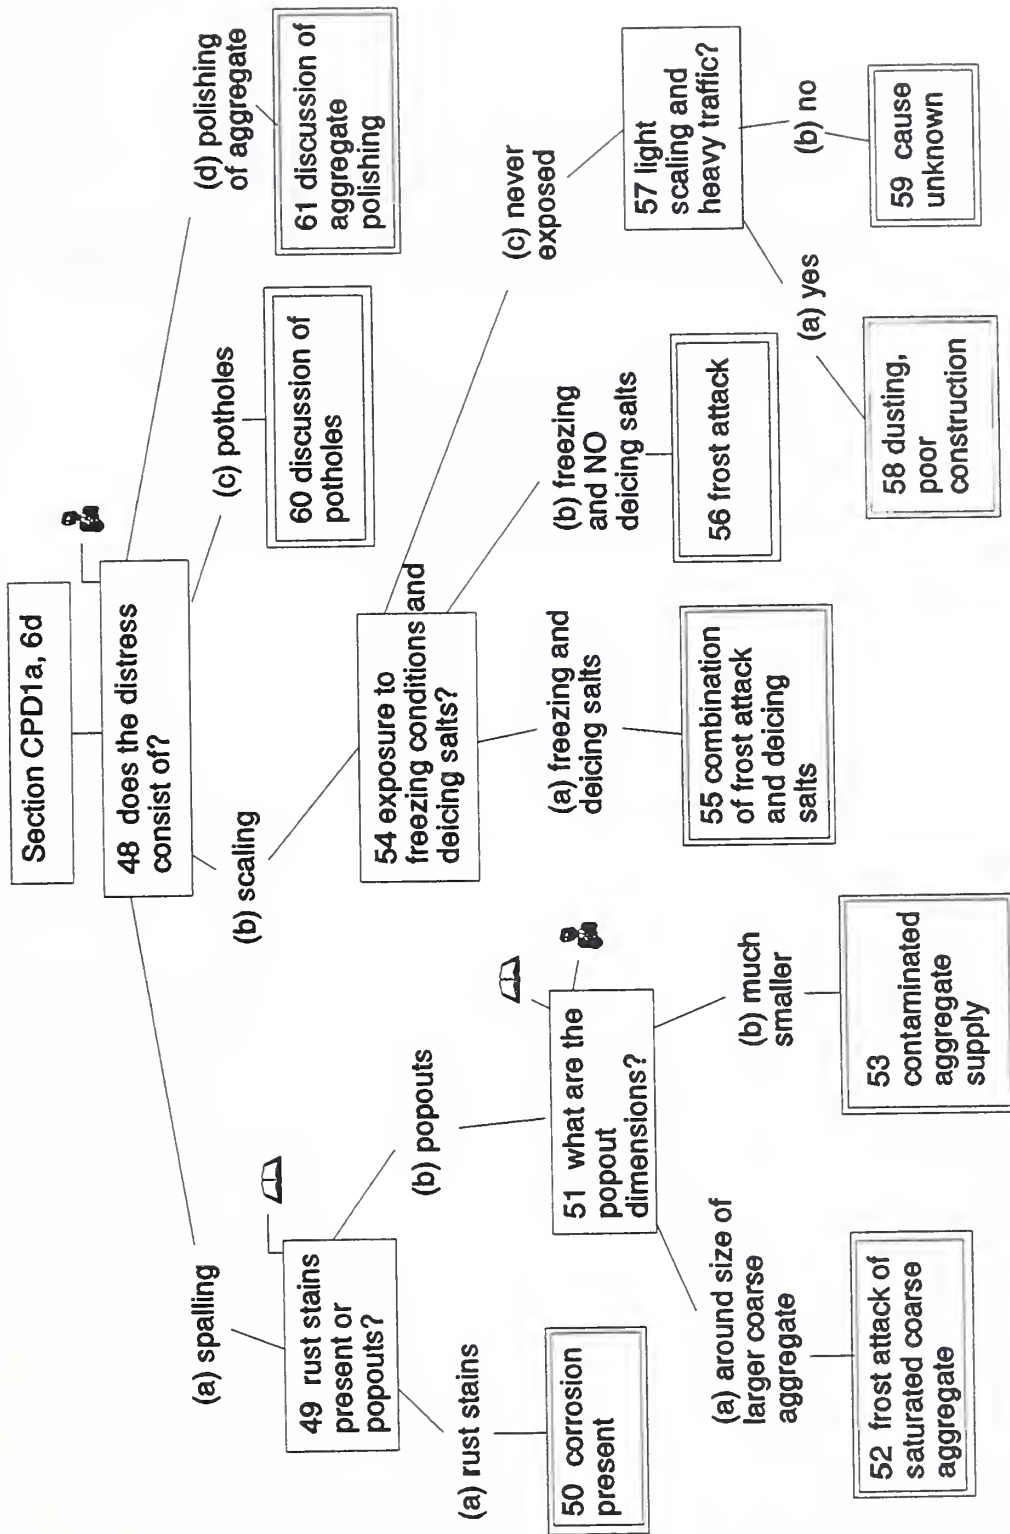 Section CPD1a, 6d
48 does the distress
consist of?
(a) spalling
(b) scaling
(c) potholes
(d) polishing
of aggregate
49 rust stains
present or
popouts?
54 exposure to
freezing conditions and
deicing salts?
60 discussion of
potholes
61 discussion of
aggregate
polishing
(a) rust stains
(b) popouts
(a) freezing and
deicing salts
(b) freezing
and NO
deicing salts
(c) never
exposed
50 corrosion
present
51 what are the
popout
dimensions?
55 combination
of frost attack
and deicing
salts
56 frost attack
57 light
scaling and
heavy traffic?
(a) around size of
larger coarse
aggregate
(b) much
smaller
(a) yes
(b) no
52 frost attack of
saturated coarse
aggregate
53
contaminated
aggregate
supply
58 dusting,
poor
construction
59 cause
unknown